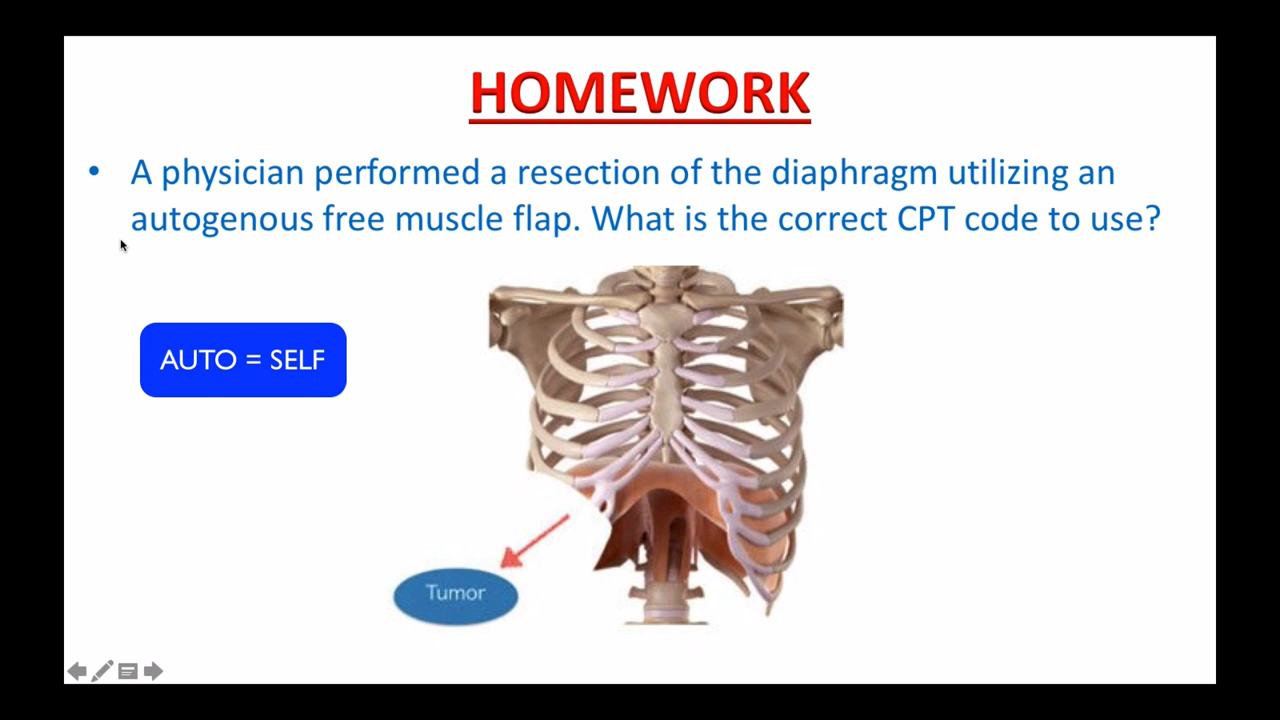 HOMEWORK
• A physician performed a resection of the diaphragm utilizing an
autogenous free muscle flap. What is the correct CPT code to use?
AUTO = SELF
Tumor